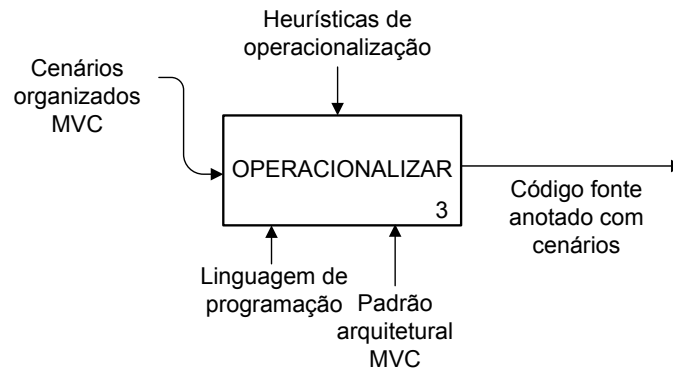 Heurísticas de
operacionalização
Cenários
organizados
MVC
OPERACIONALIZAR
3
Código fonte
anotado com
cenários
Linguagem de
programação
Padrão
arquitetural
MVC